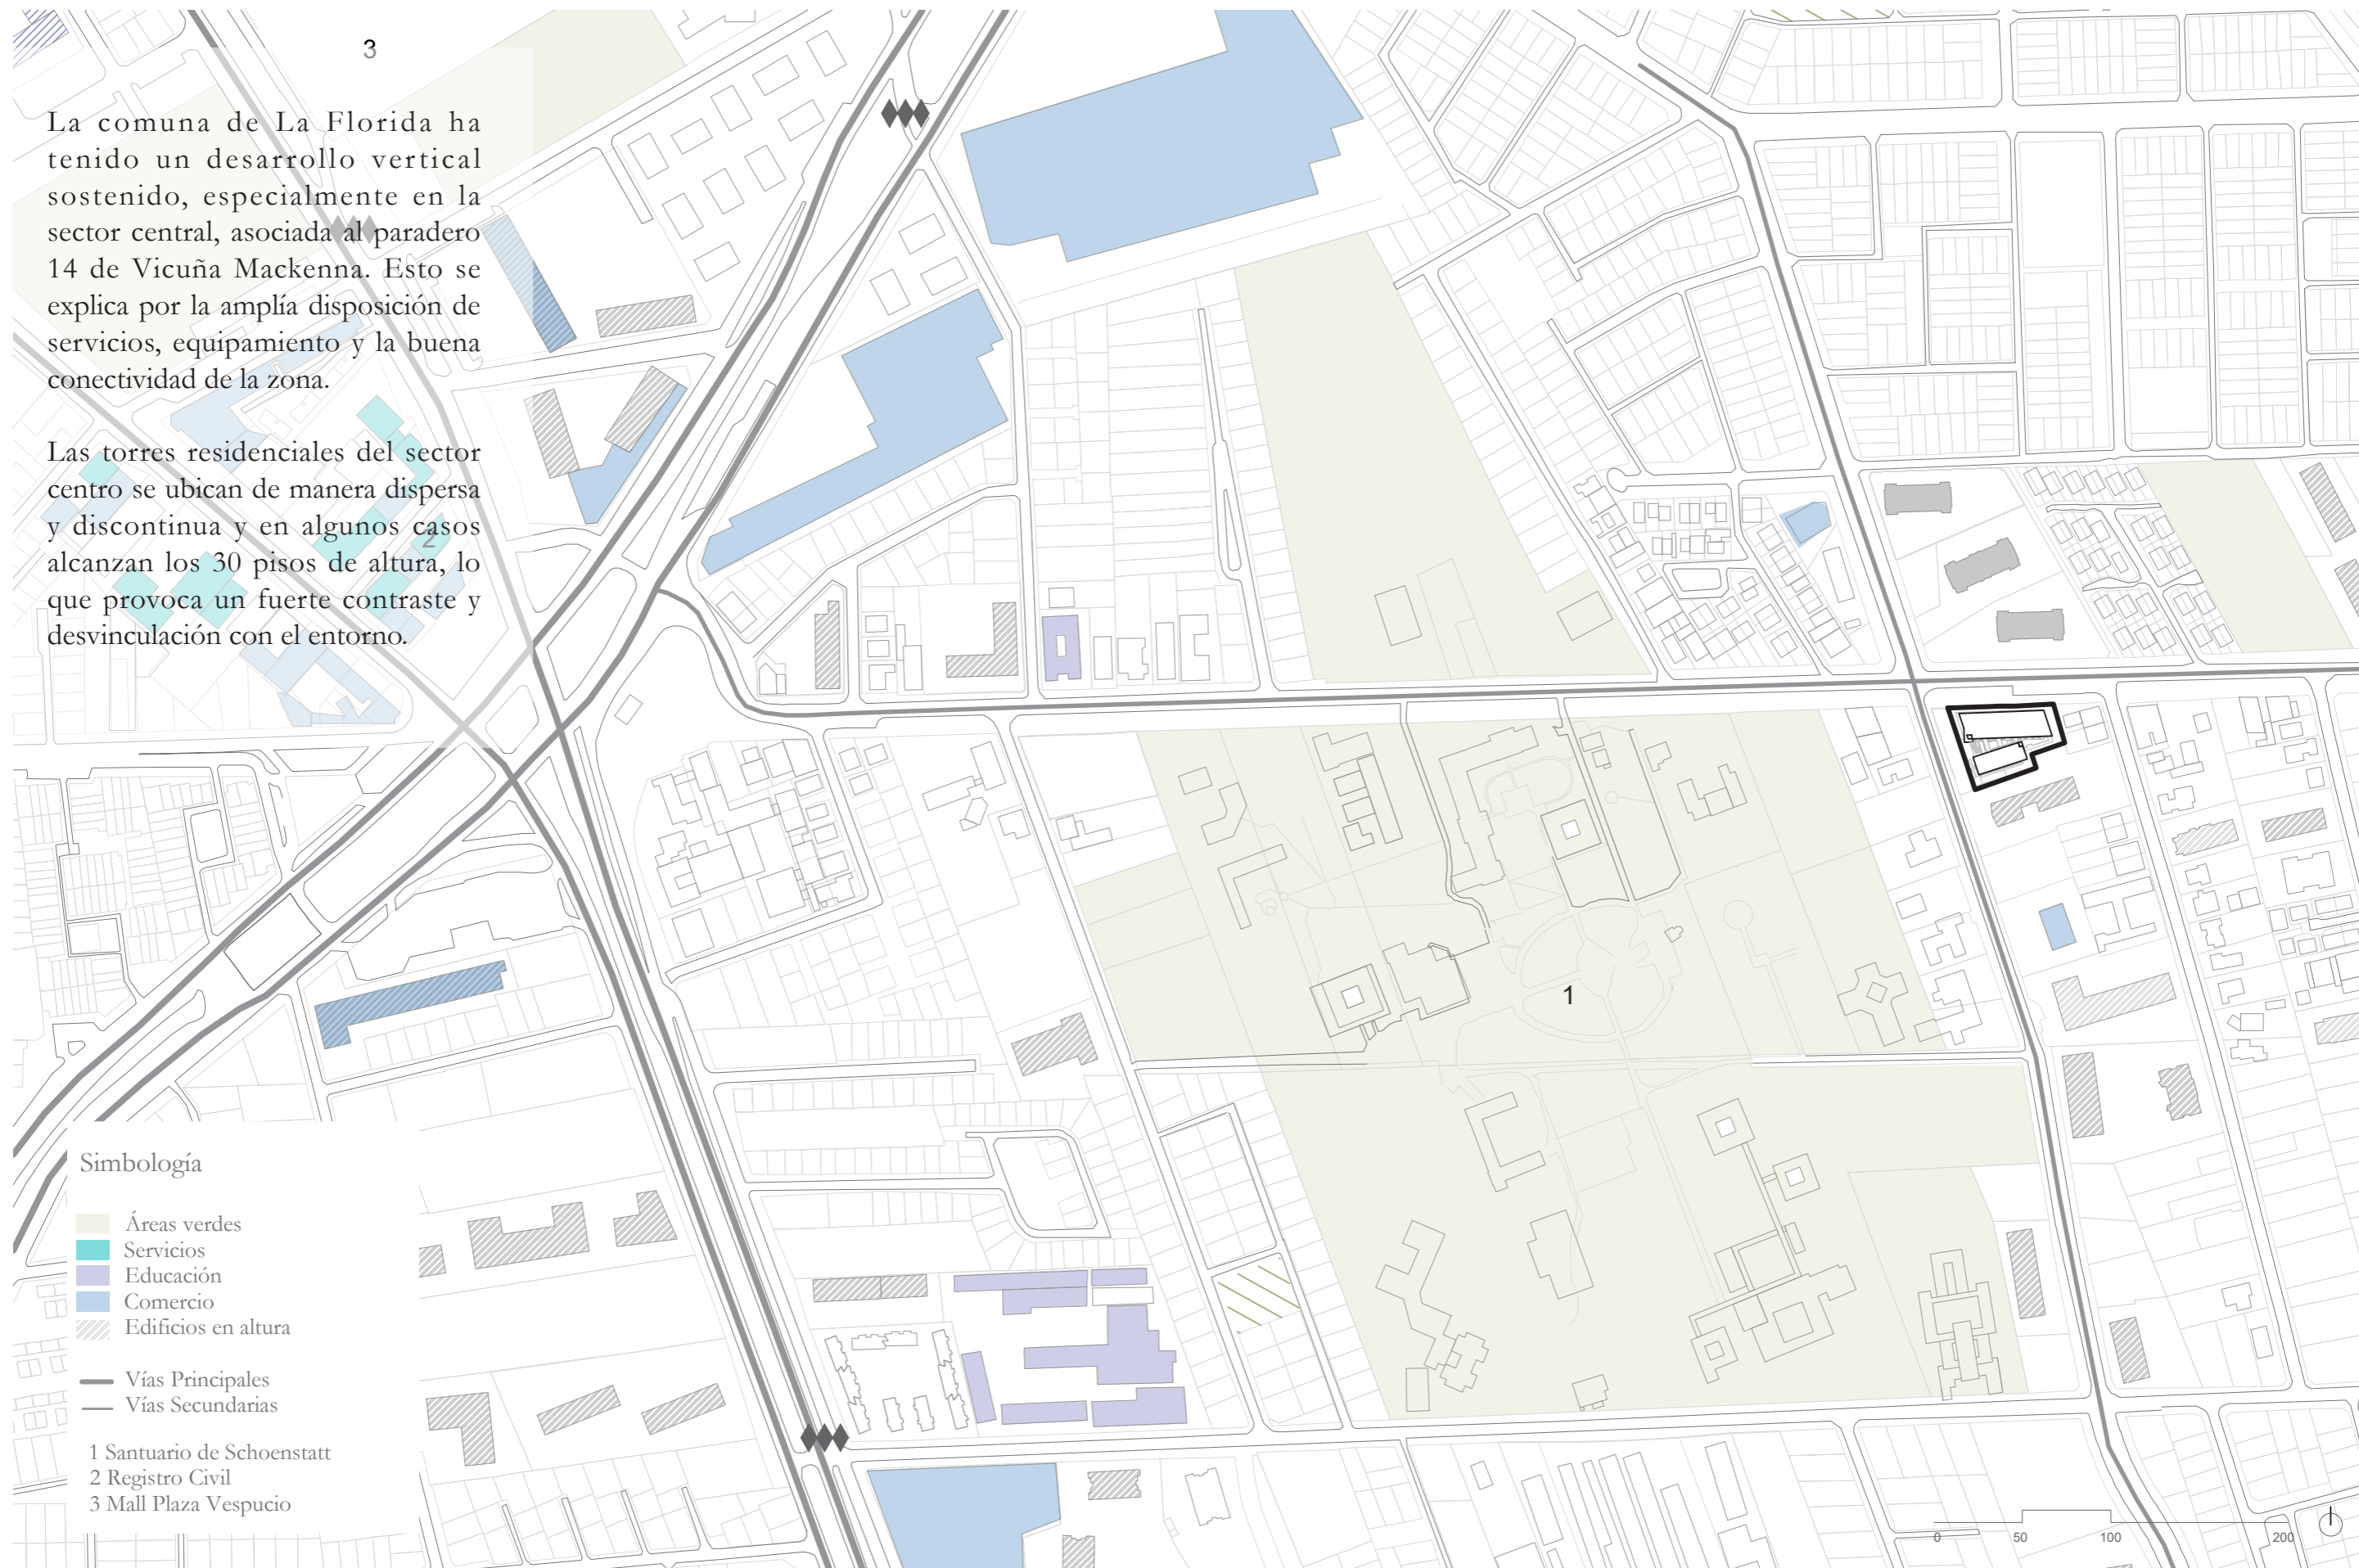 3
La comuna de La Florida ha
tenido un desarrollo vertical
sostenido, especialmente en la
sector central, asociada al paradero
14 de Vicuña Mackenna. Esto se
explica por la amplía disposición de
servicios, equipamiento y la buena
conectividad de la zona.
Las torres residenciales del sector
centro se ubican de manera dispersa
y discontinua y en algunos casos
alcanzan los 30 pisos de altura, lo
que provoca un fuerte contraste y
desvinculación con el entorno.
2
1
Simbología
Áreas verdes
Servicios
Educación
Comercio
Edificios en altura
Vías Principales
Vías Secundarias
1 Santuario de Schoenstatt
2 Registro Civil
3 Mall Plaza Vespucio
0 50 100 200